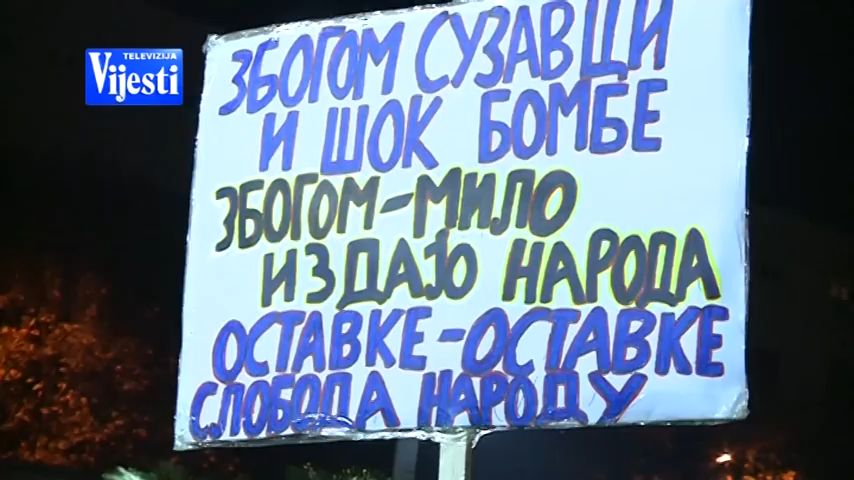 TELEVIZIJA
Vijesti
ЗБОГОМ СУЗАВЦИ
И ШОК БОМБЕ
ЗБОГОМ-МИЛО
ИЗДАЈО НАРОДА
ОСТАВКЕ-ОСТАВКЕ
СЛОБОДА НАРОДУ